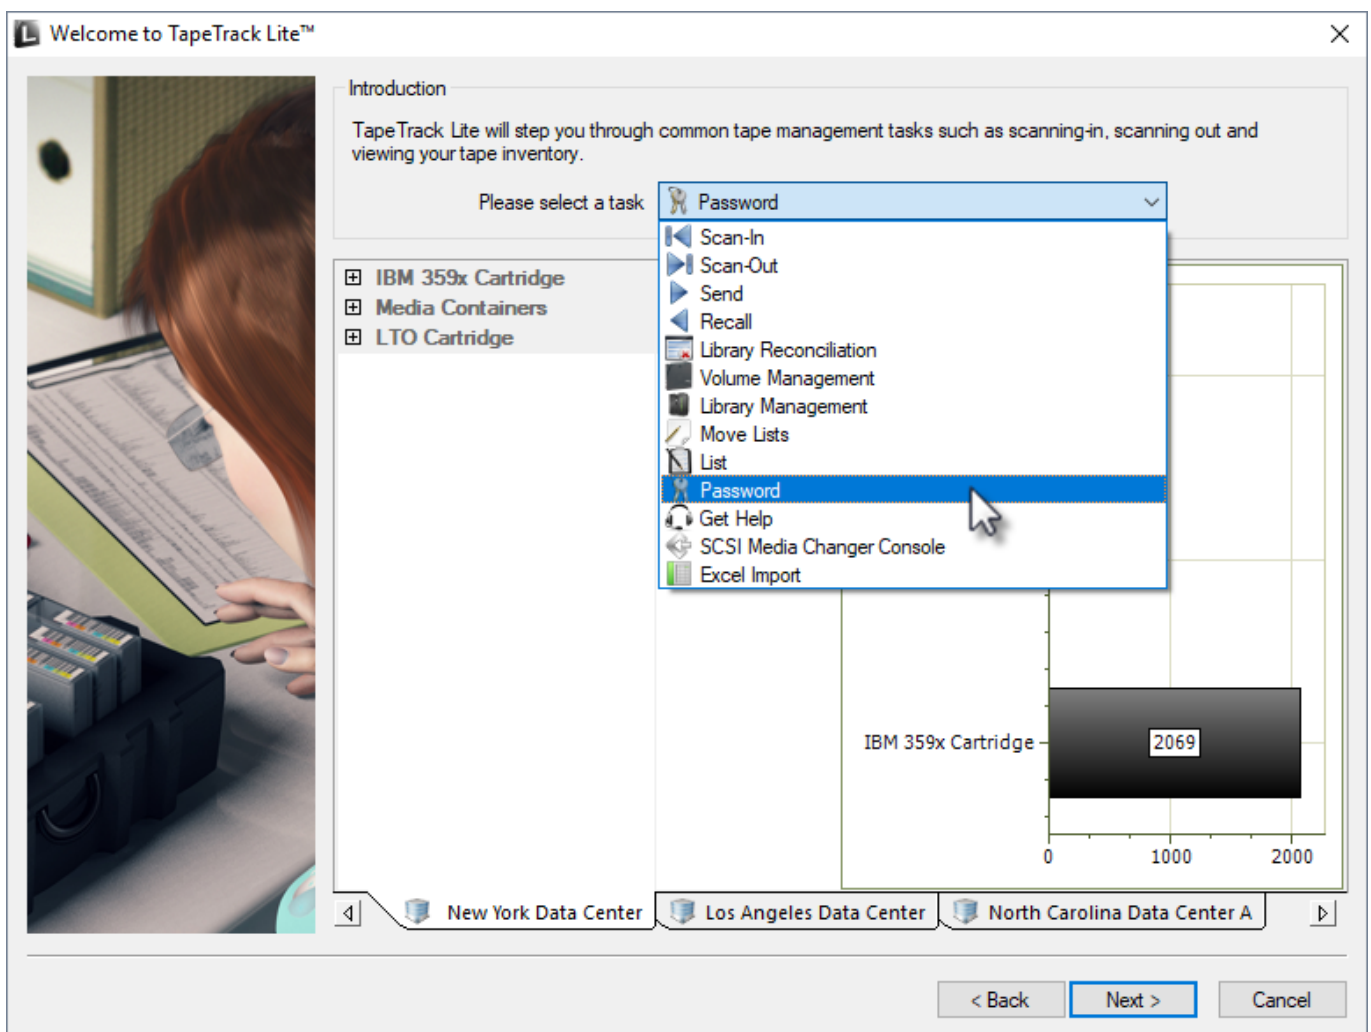 Welcome to TapeTrack Lite™
Introduction
TapeTrack Lite will step you through common tape management tasks such as scanning-in, scanning out and
viewing your tape inventory.
Please select a task
Password
Scan-In
Scan-Out
Send
Recall
Library Reconciliation
Volume Management
Library Management
Move Lists
List
Password
Get Help
SCSI Media Changer Console
Excel Import
IBM 359x Cartridge
Media Containers
LTO Cartridge
IBM 359x Cartridge
2069
0 1000 2000
New York Data Center
Los Angeles Data Center
North Carolina Data Center A
< Back
Next >
Cancel